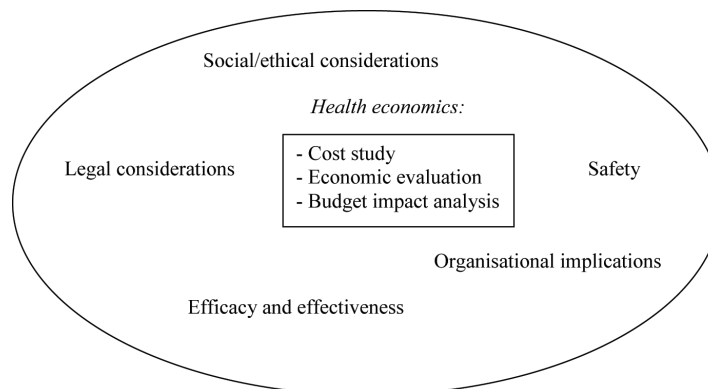 Social/ethical considerations
Health economics:
Legal considerations
- Cost study
- Economic evaluation
- Budget impact analysis
Safety
Organisational implications
Efficacy and effectiveness